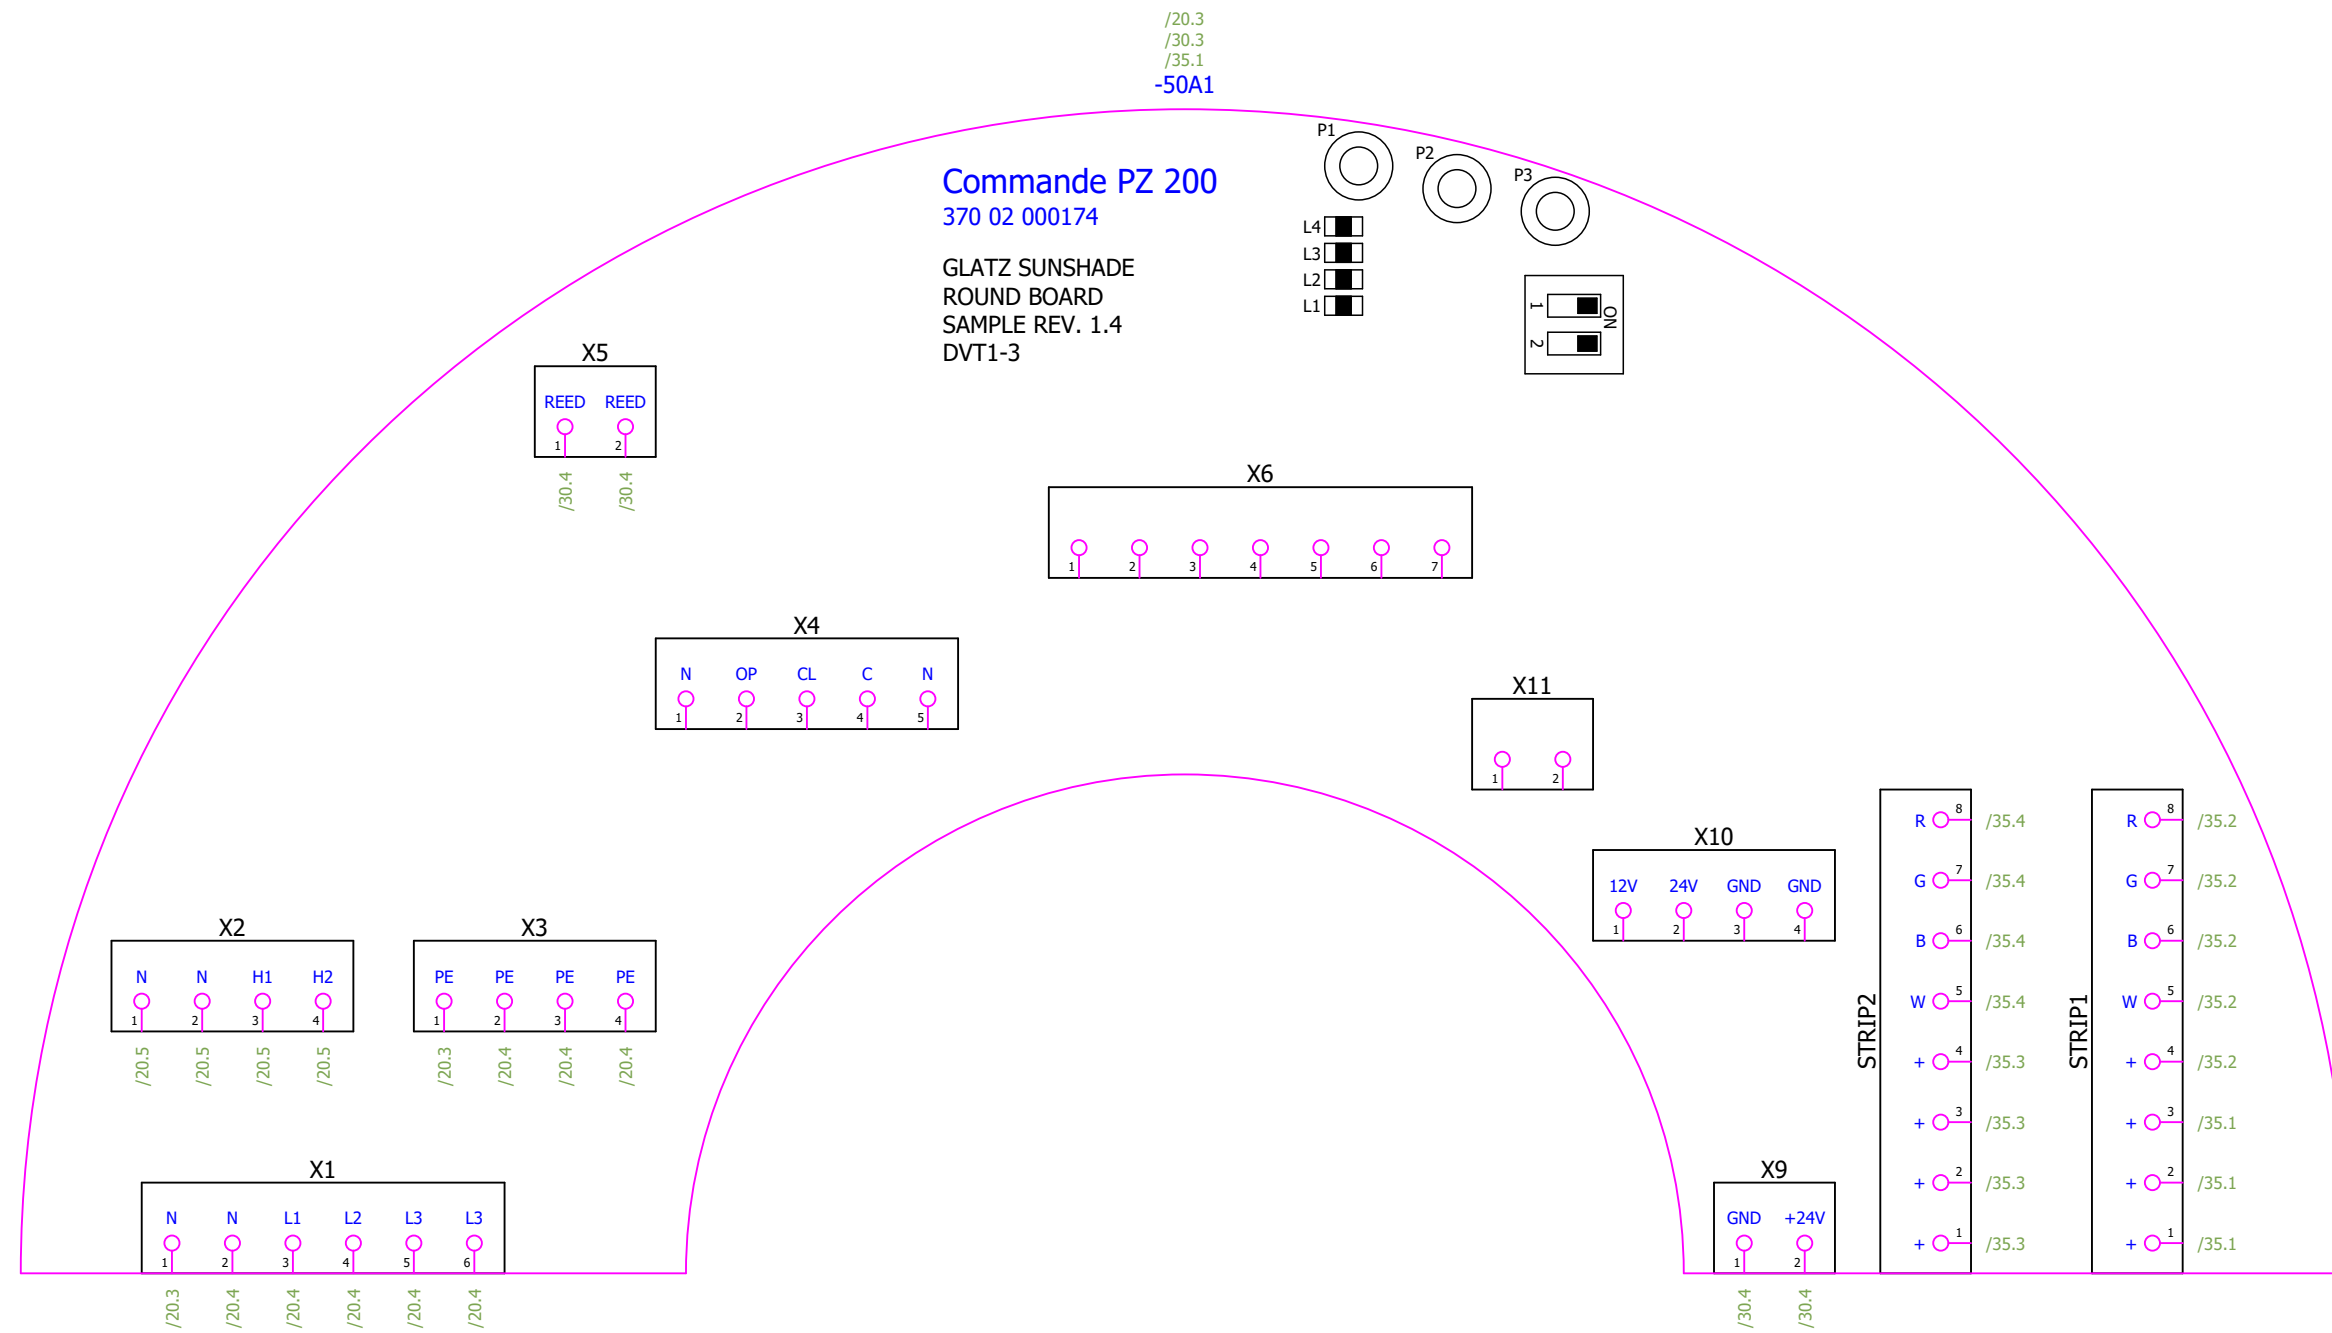 /20.3
/30.3
/35.1
-50A1
P1
P2
P3
Commande PZ 200
370 02 000174
GLATZ SUNSHADE
ROUND BOARD
SAMPLE REV. 1.4
DVT1-3
L4
L3
L2
L1
1
2
ON
X5
REED REED
1 2
/30.4 /30.4
X6
1 2 3 4 5 6 7
X4
N OP CL C N
1 2 3 4 5
X11
1 2
X10
12V 24V GND GND
1 2 3 4
X2
N N H1 H2
1 2 3 4
/20.5 /20.5 /20.5 /20.5
X3
PE PE PE PE
1 2 3 4
/20.3 /20.4 /20.4 /20.4
X1
N N L1 L2 L3 L3
1 2 3 4 5 6
/20.3 /20.4 /20.4 /20.4 /20.4 /20.4
X9
GND +24V
1 2
/30.4 /30.4
STRIP2
R 8 /35.4
G 7 /35.4
B 6 /35.4
W 5 /35.4
+ 4 /35.3
+ 3 /35.3
+ 2 /35.3
+ 1 /35.3
STRIP1
R 8 /35.2
G 7 /35.2
B 6 /35.2
W 5 /35.2
+ 4 /35.2
+ 3 /35.1
+ 2 /35.1
+ 1 /35.1